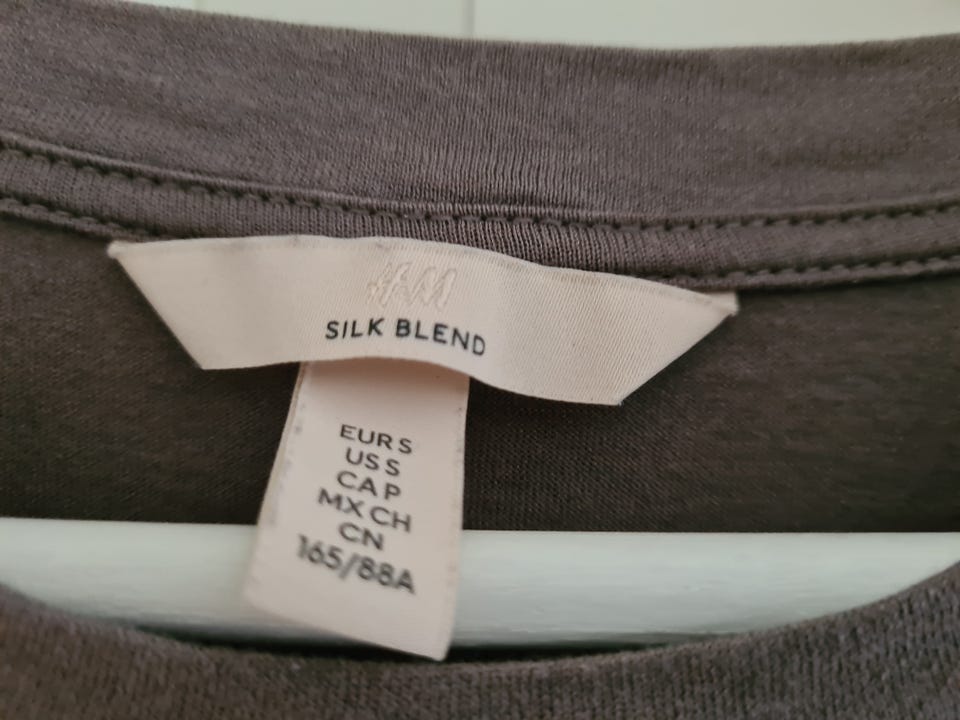 H&M
SILK BLEND
EUR S
US S
CA P
MX CH
CN
165/88A